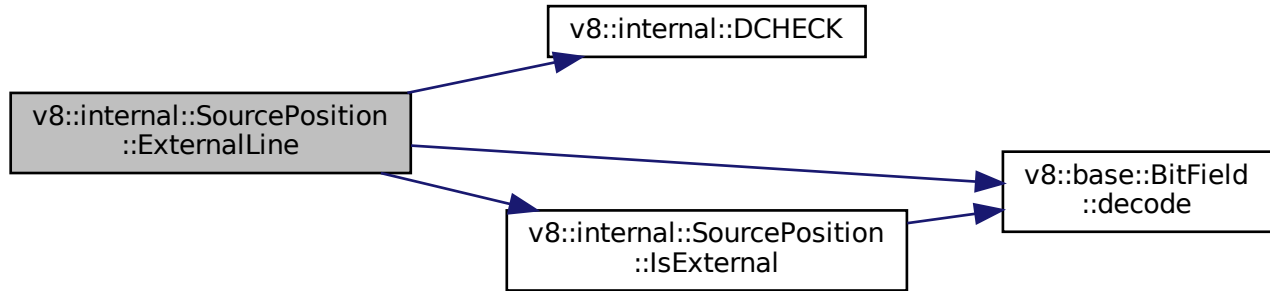 v8::internal::DCHECK
v8::internal::SourcePosition
::ExternalLine
v8::base::BitField
::decode
v8::internal::SourcePosition
::IsExternal